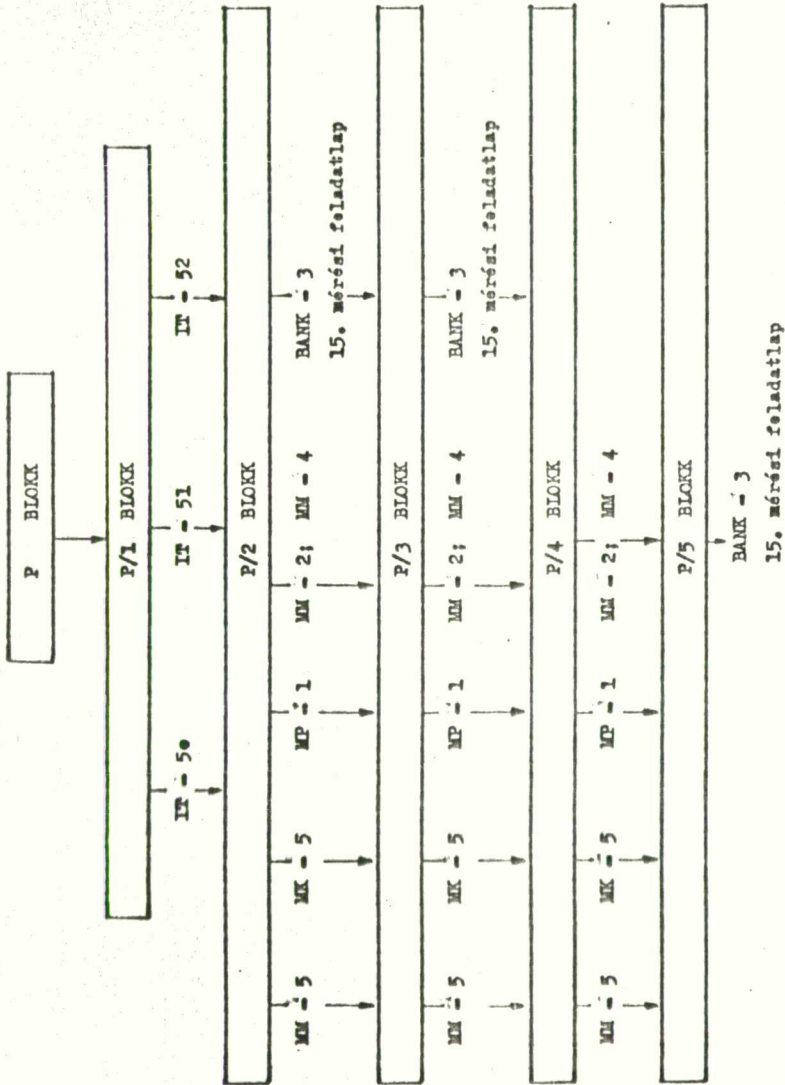 P BLOKK
P/1 BLOKK
IT - 50 IT - 51 IT - 52
P/2 BLOKK
MM - 5 MK - 5 MP - 1 MM - 2; MM - 4 BANK - 3
15. mérési feladatlap
P/3 BLOKK
MM - 5 MK - 5 MP - 1 MM - 2; MM - 4 BANK - 3
15. mérési feladatlap
P/4 BLOKK
MM - 5 MK - 5 MP - 1 MM - 2; MM - 4
P/5 BLOKK
BANK - 3
15. mérési feladatlap